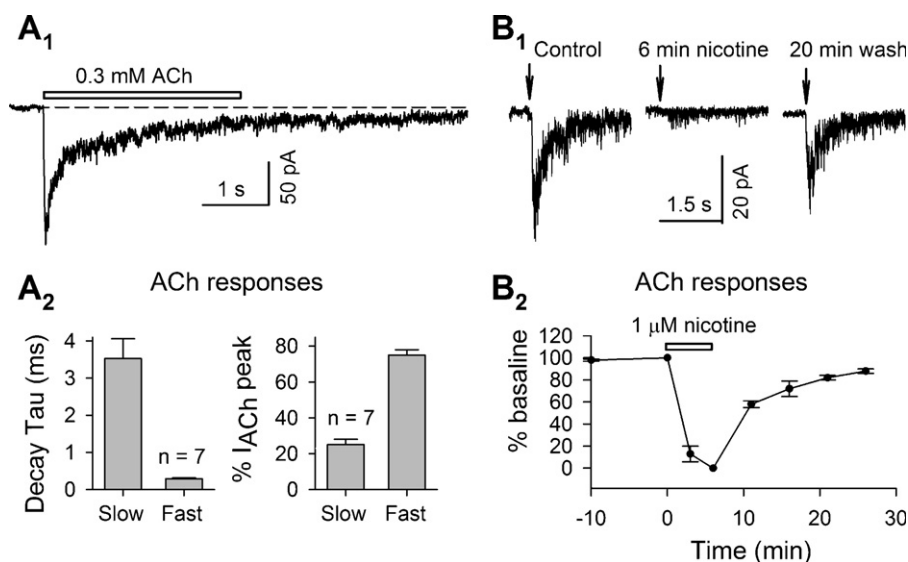 A1
0.3 mM ACh
1 s
50 pA
B1
Control
6 min nicotine
20 min wash
1.5 s
20 pA
A2
ACh responses
Decay Tau (ms)
4
3
2
1
0
n = 7
Slow
Fast
% IACh peak
80
60
40
20
0
n = 7
Slow
Fast
B2
ACh responses
1 μM nicotine
% basaline
120
100
80
60
40
20
0
-10
0
10
20
30
Time (min)